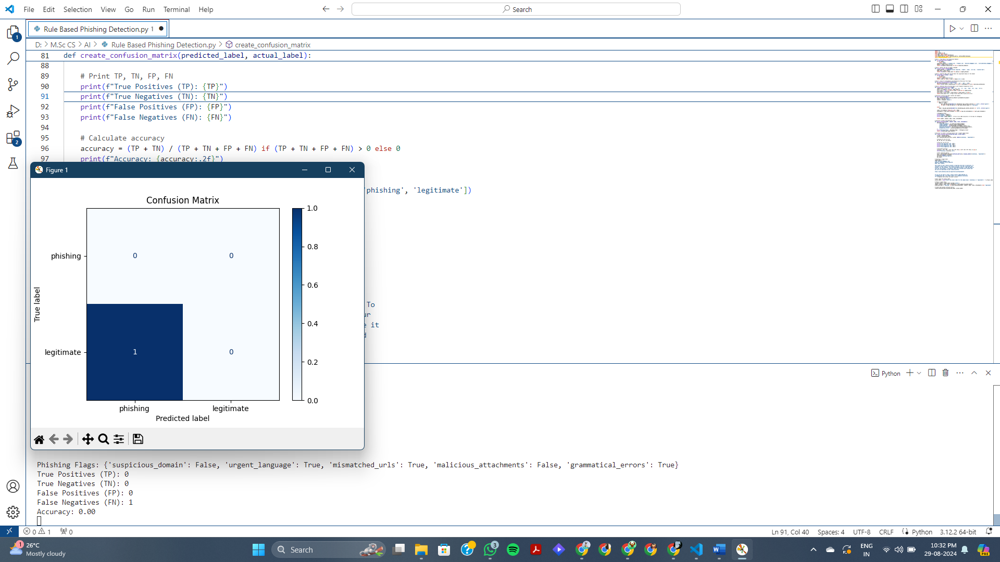 File Edit Selection View Go Run Terminal Help
Search
Rule Based Phishing Detection.py 1
D: > M.Sc CS > AI > Rule Based Phishing Detection.py > create_confusion_matrix
81 def create_confusion_matrix(predicted_label, actual_label):
88
89 # Print TP, TN, FP, FN
90 print(f"True Positives (TP): {TP}")
91 print(f"True Negatives (TN): {TN}")
92 print(f"False Positives (FP): {FP}")
93 print(f"False Negatives (FN): {FN}")
94
95 # Calculate accuracy
96 accuracy = (TP + TN) / (TP + TN + FP + FN) if (TP + TN + FP + FN) > 0 else 0
97 print(f"Accuracy: {accuracy:.2f}")
Figure 1
'phishing', 'legitimate'])
Confusion Matrix
1.0
0.8
phishing 0 0
0.6
To
True label
it
0.4
legitimate 1 0
0.2
0.0
phishing legitimate
Predicted label
Python
Phishing Flags: {'suspicious_domain': False, 'urgent_language': True, 'mismatched_urls': True, 'malicious_attachments': False, 'grammatical_errors': True}
True Positives (TP): 0
True Negatives (TN): 0
False Positives (FP): 0
False Negatives (FN): 1
Accuracy: 0.00
1
2
0 1 0
Ln 91, Col 40 Spaces: 4 UTF-8 CRLF Python 3.12.2 64-bit
1
26°C
Mostly cloudy
Search
3
ENG
IN
10:32 PM
29-08-2024
PRE